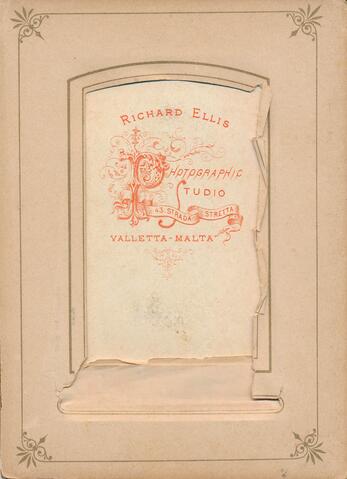 RICHARD ELLIS
PHOTOGRAPHIC
STUDIO
43. STRADA STRETTA
VALLETTA-MALTA